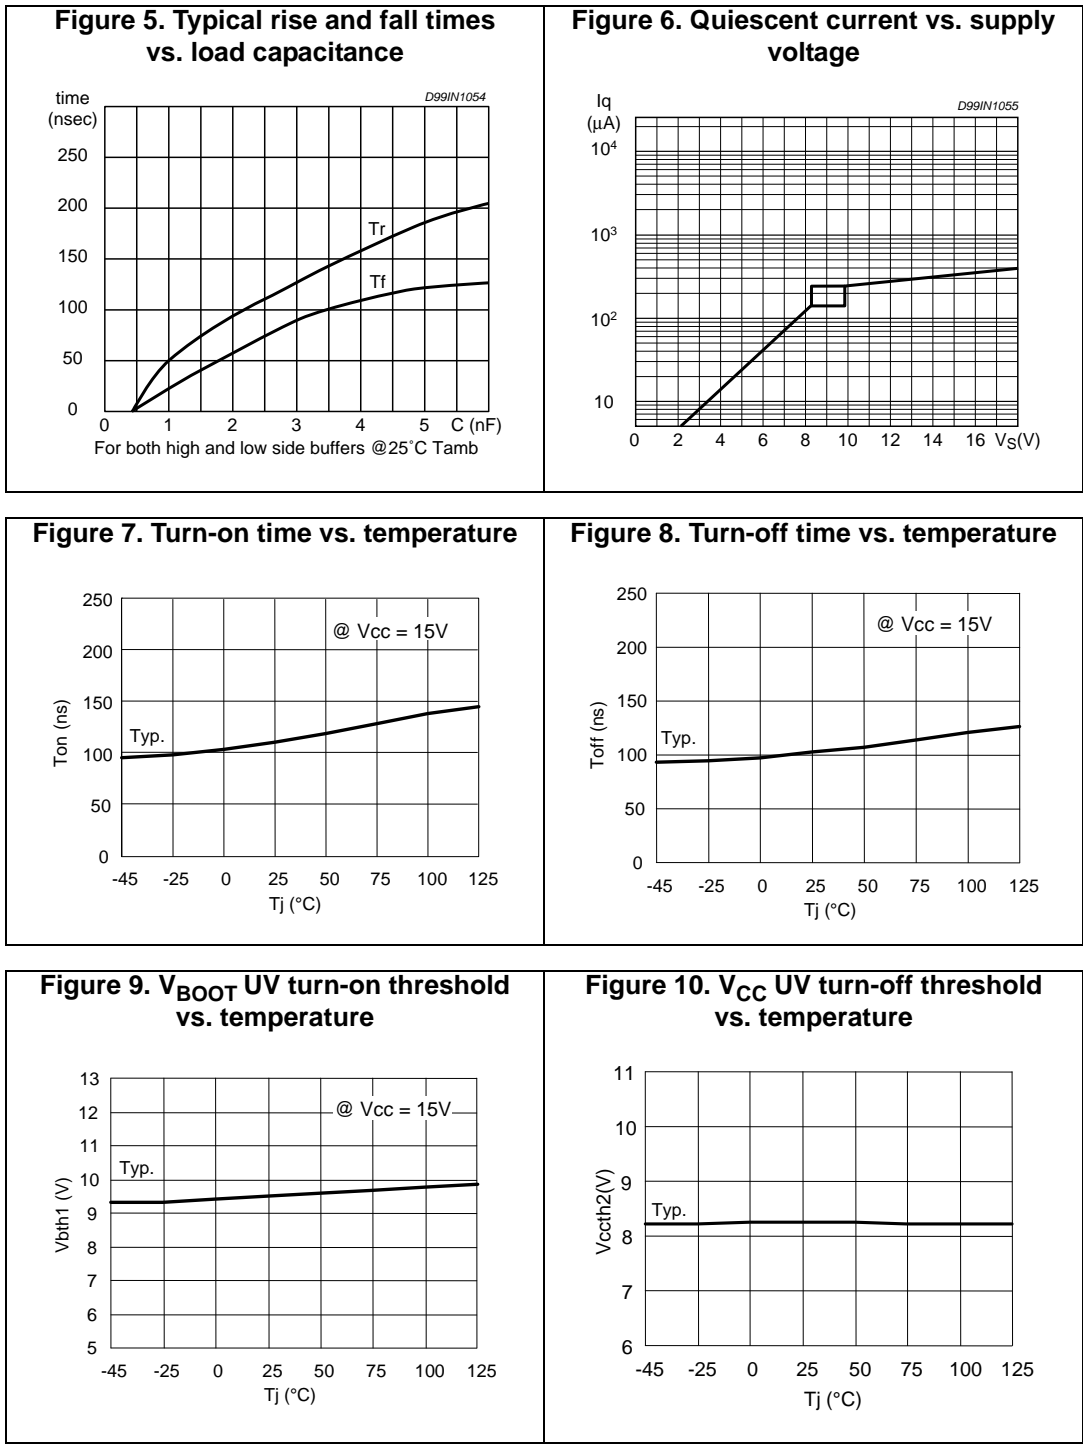 Figure 5. Typical rise and fall times
vs. load capacitance
time
(nsec)
D99IN1054
250
200
150
100
50
0
Tr
Tf
0 1 2 3 4 5 C (nF)
For both high and low side buffers @25˚C Tamb
Figure 6. Quiescent current vs. supply
voltage
Iq
(µA)
D99IN1055
10⁴
10³
10²
10
0 2 4 6 8 10 12 14 16 VS(V)
Figure 7. Turn-on time vs. temperature
250
200
150
100
50
0
Ton (ns)
@ Vcc = 15V
Typ.
-45 -25 0 25 50 75 100 125
Tj (°C)
Figure 8. Turn-off time vs. temperature
250
200
150
100
50
0
Toff (ns)
@ Vcc = 15V
Typ.
-45 -25 0 25 50 75 100 125
Tj (°C)
Figure 9. VBOOT UV turn-on threshold
vs. temperature
13
12
11
10
9
8
7
6
5
Vbth1 (V)
@ Vcc = 15V
Typ.
-45 -25 0 25 50 75 100 125
Tj (°C)
Figure 10. VCC UV turn-off threshold
vs. temperature
11
10
9
8
7
6
Vccth2(V)
Typ.
-45 -25 0 25 50 75 100 125
Tj (°C)